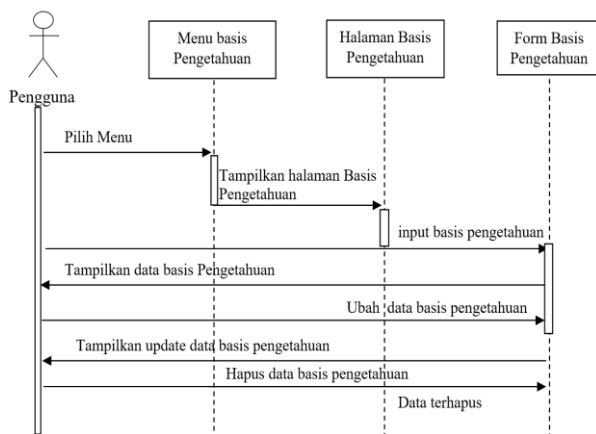 Menu basis
Pengetahuan
Halaman Basis
Pengetahuan
Form Basis
Pengetahuan
Pengguna
Pilih Menu
Tampilkan halaman Basis
Pengetahuan
input basis pengetahuan
Tampilkan data basis Pengetahuan
Ubah data basis pengetahuan
Tampilkan update data basis pengetahuan
Hapus data basis pengetahuan
Data terhapus